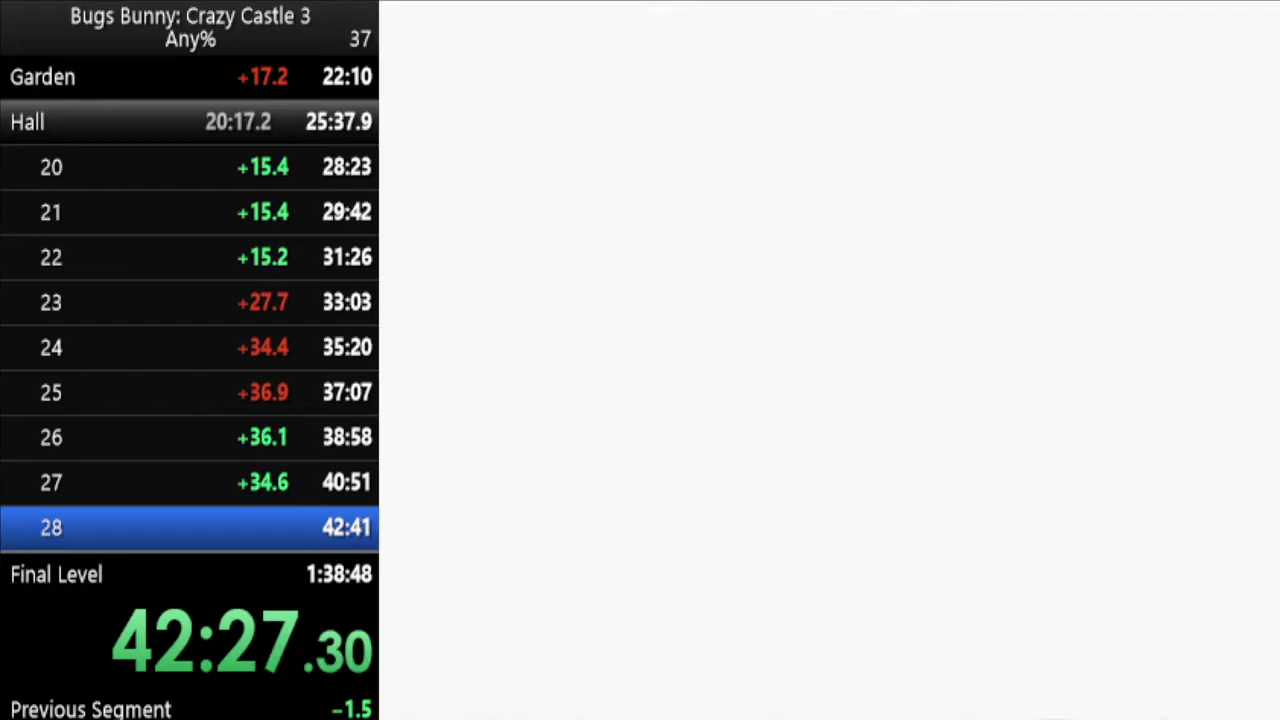 Bugs Bunny: Crazy Castle 3
Any% 37
Garden +17.2 22:10
Hall 20:17.2 25:37.9
20 +15.4 28:23
21 +15.4 29:42
22 +15.2 31:26
23 +27.7 33:03
24 +34.4 35:20
25 +36.9 37:07
26 +36.1 38:58
27 +34.6 40:51
28 42:41
Final Level 1:38:48
42:27.30
Previous Segment −1.5